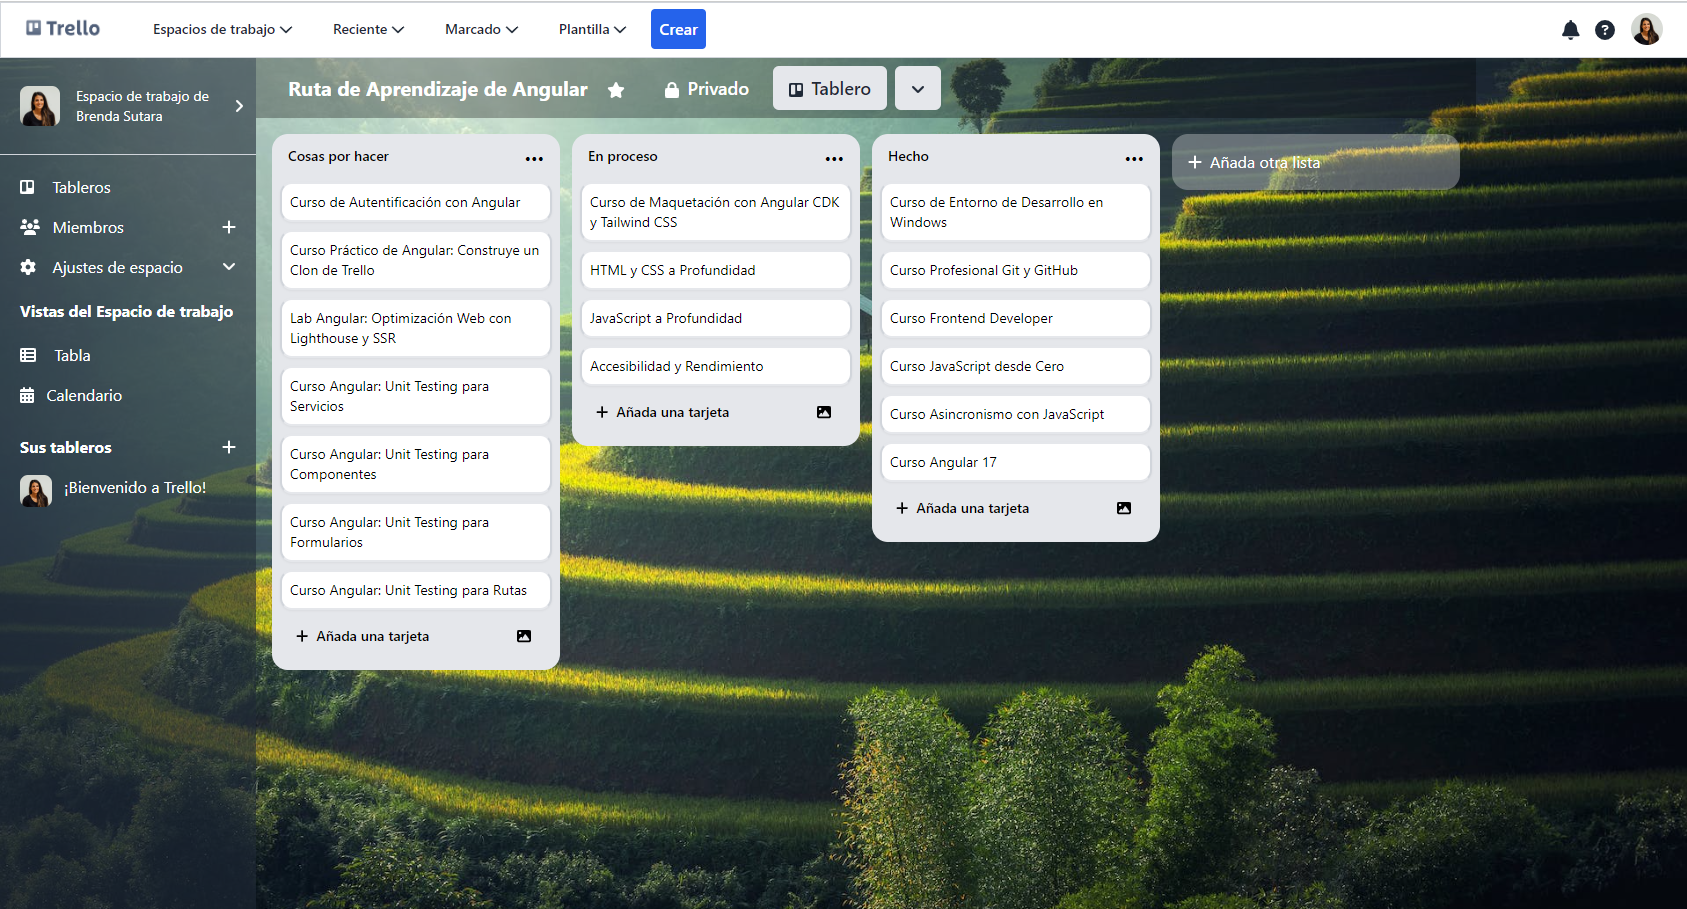 Trello
Espacios de trabajo
Reciente
Marcado
Plantilla
Crear
Espacio de trabajo de
Brenda Sutara
Tableros
Miembros
Ajustes de espacio
Vistas del Espacio de trabajo
Tabla
Calendario
Sus tableros
¡Bienvenido a Trello!
Ruta de Aprendizaje de Angular
Privado
Tablero
Cosas por hacer
Curso de Autentificación con Angular
Curso Práctico de Angular: Construye un
Clon de Trello
Lab Angular: Optimización Web con
Lighthouse y SSR
Curso Angular: Unit Testing para
Servicios
Curso Angular: Unit Testing para
Componentes
Curso Angular: Unit Testing para
Formularios
Curso Angular: Unit Testing para Rutas
Añada una tarjeta
En proceso
Curso de Maquetación con Angular CDK
y Tailwind CSS
HTML y CSS a Profundidad
JavaScript a Profundidad
Accesibilidad y Rendimiento
Añada una tarjeta
Hecho
Curso de Entorno de Desarrollo en
Windows
Curso Profesional Git y GitHub
Curso Frontend Developer
Curso JavaScript desde Cero
Curso Asincronismo con JavaScript
Curso Angular 17
Añada una tarjeta
Añada otra lista